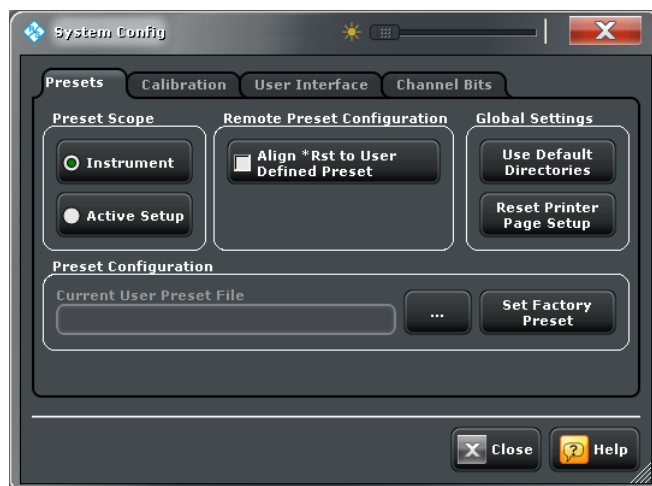 System Config
Presets
Calibration
User Interface
Channel Bits
Preset Scope
Instrument
Active Setup
Remote Preset Configuration
Align *Rst to User
Defined Preset
Global Settings
Use Default
Directories
Reset Printer
Page Setup
Preset Configuration
Current User Preset File
...
Set Factory
Preset
Close
Help